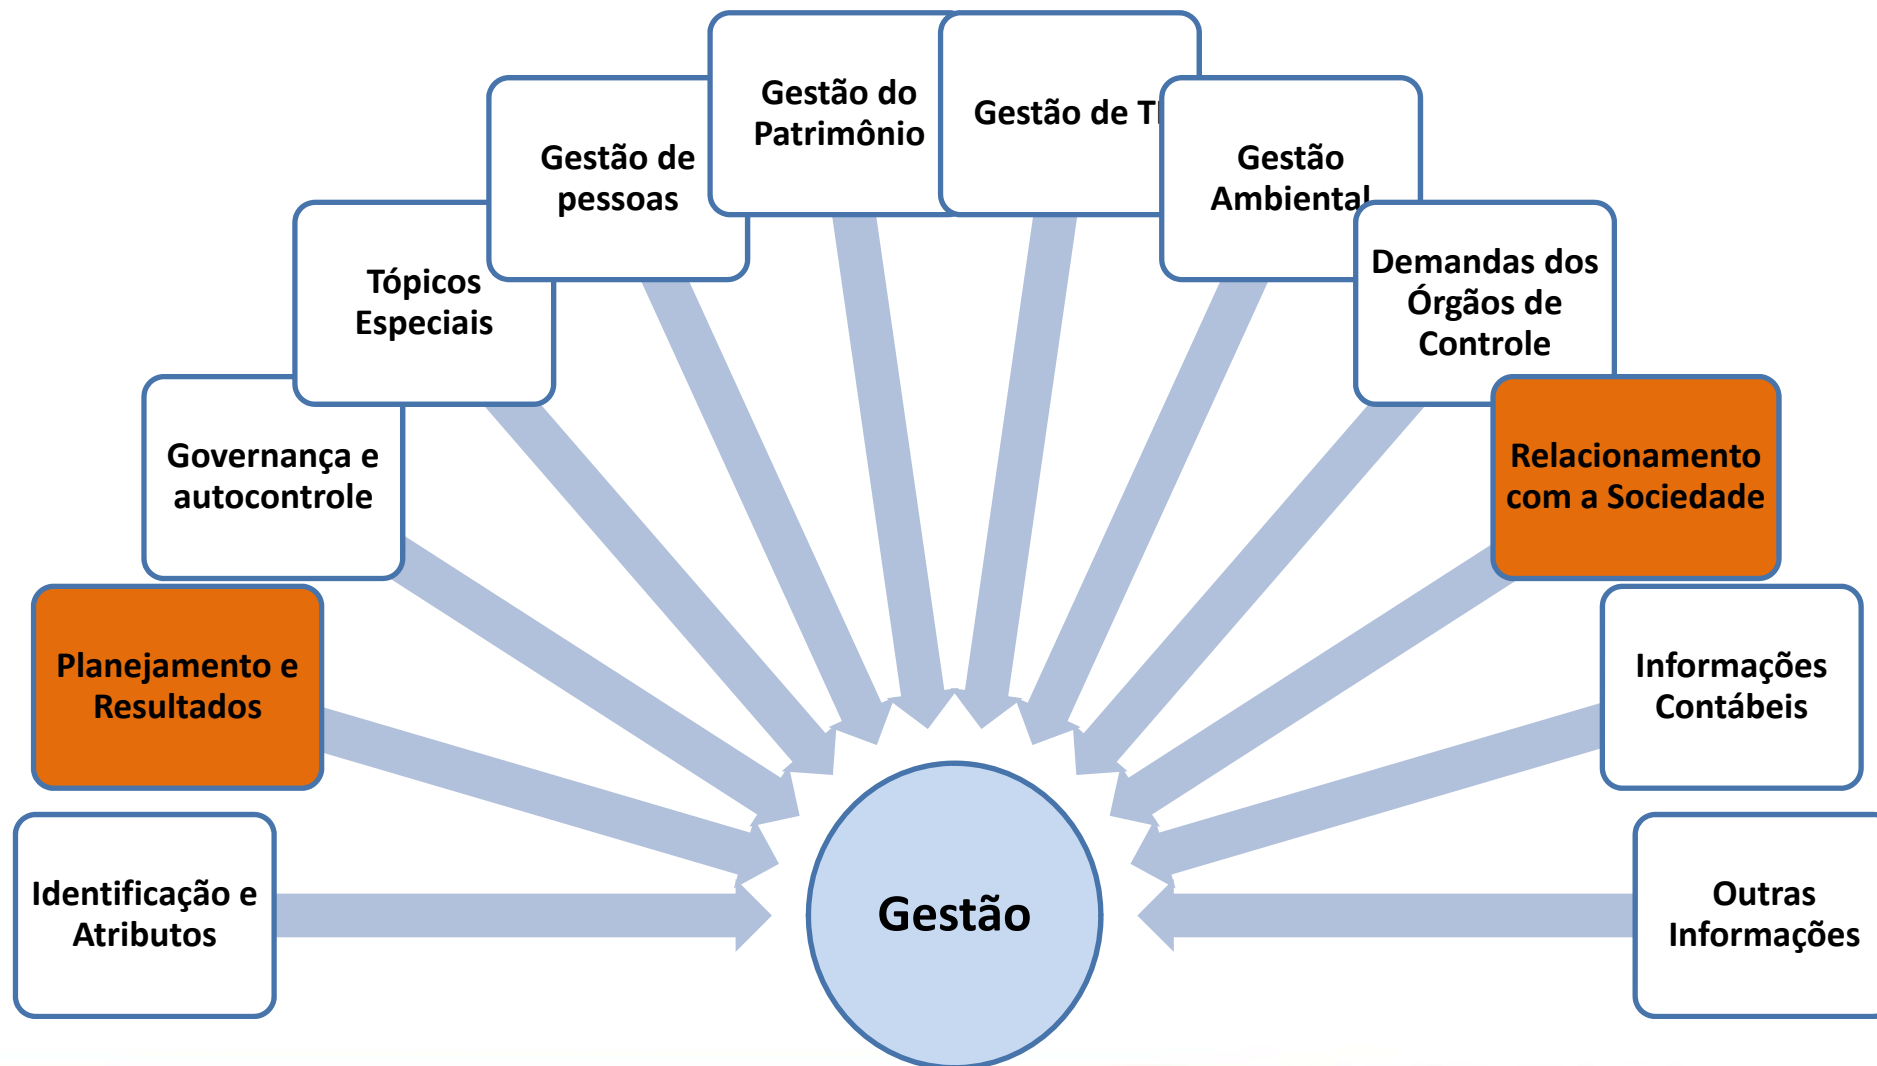 Gestão do
Patrimônio
Gestão de TI
Gestão de
pessoas
Gestão
Ambiental
Tópicos
Especiais
Demandas dos
Órgãos de
Controle
Governança e
autocontrole
Relacionamento
com a Sociedade
Planejamento e
Resultados
Informações
Contábeis
Identificação e
Atributos
Gestão
Outras
Informações